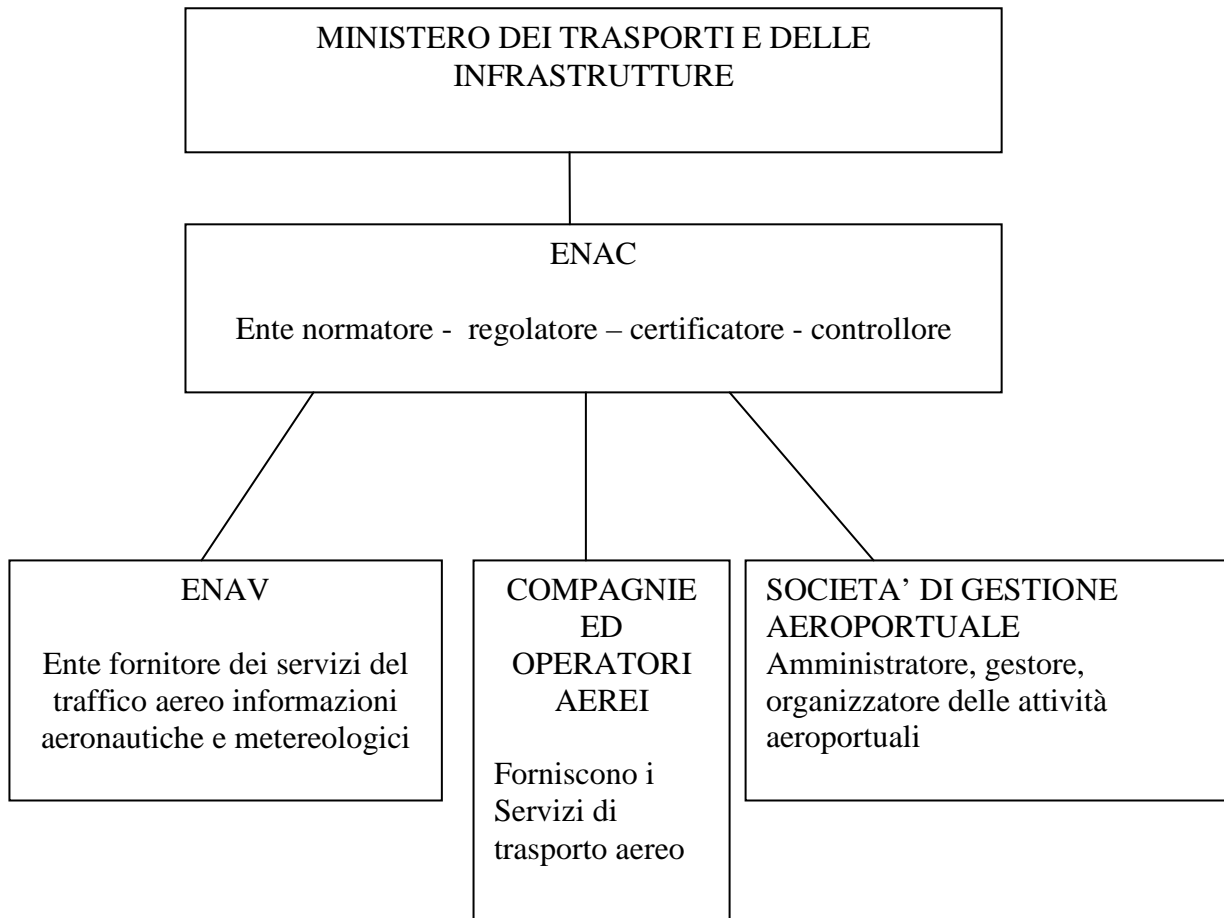 MINISTERO DEI TRASPORTI E DELLE
INFRASTRUTTURE
ENAC
Ente normatore - regolatore – certificatore - controllore
ENAV
Ente fornitore dei servizi del
traffico aereo informazioni
aeronautiche e metereologici
COMPAGNIE
ED
OPERATORI
AEREI
Forniscono i
Servizi di
trasporto aereo
SOCIETA’ DI GESTIONE
AEROPORTUALE
Amministratore, gestore,
organizzatore delle attività
aeroportuali